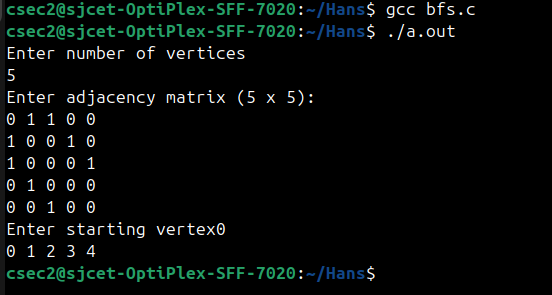 csec2@sjcet-OptiPlex-SFF-7020:~/Hans$ gcc bfs.c
csec2@sjcet-OptiPlex-SFF-7020:~/Hans$ ./a.out
Enter number of vertices
5
Enter adjacency matrix (5 x 5):
0 1 1 0 0
1 0 0 1 0
1 0 0 0 1
0 1 0 0 0
0 0 1 0 0
Enter starting vertex0
0 1 2 3 4
csec2@sjcet-OptiPlex-SFF-7020:~/Hans$